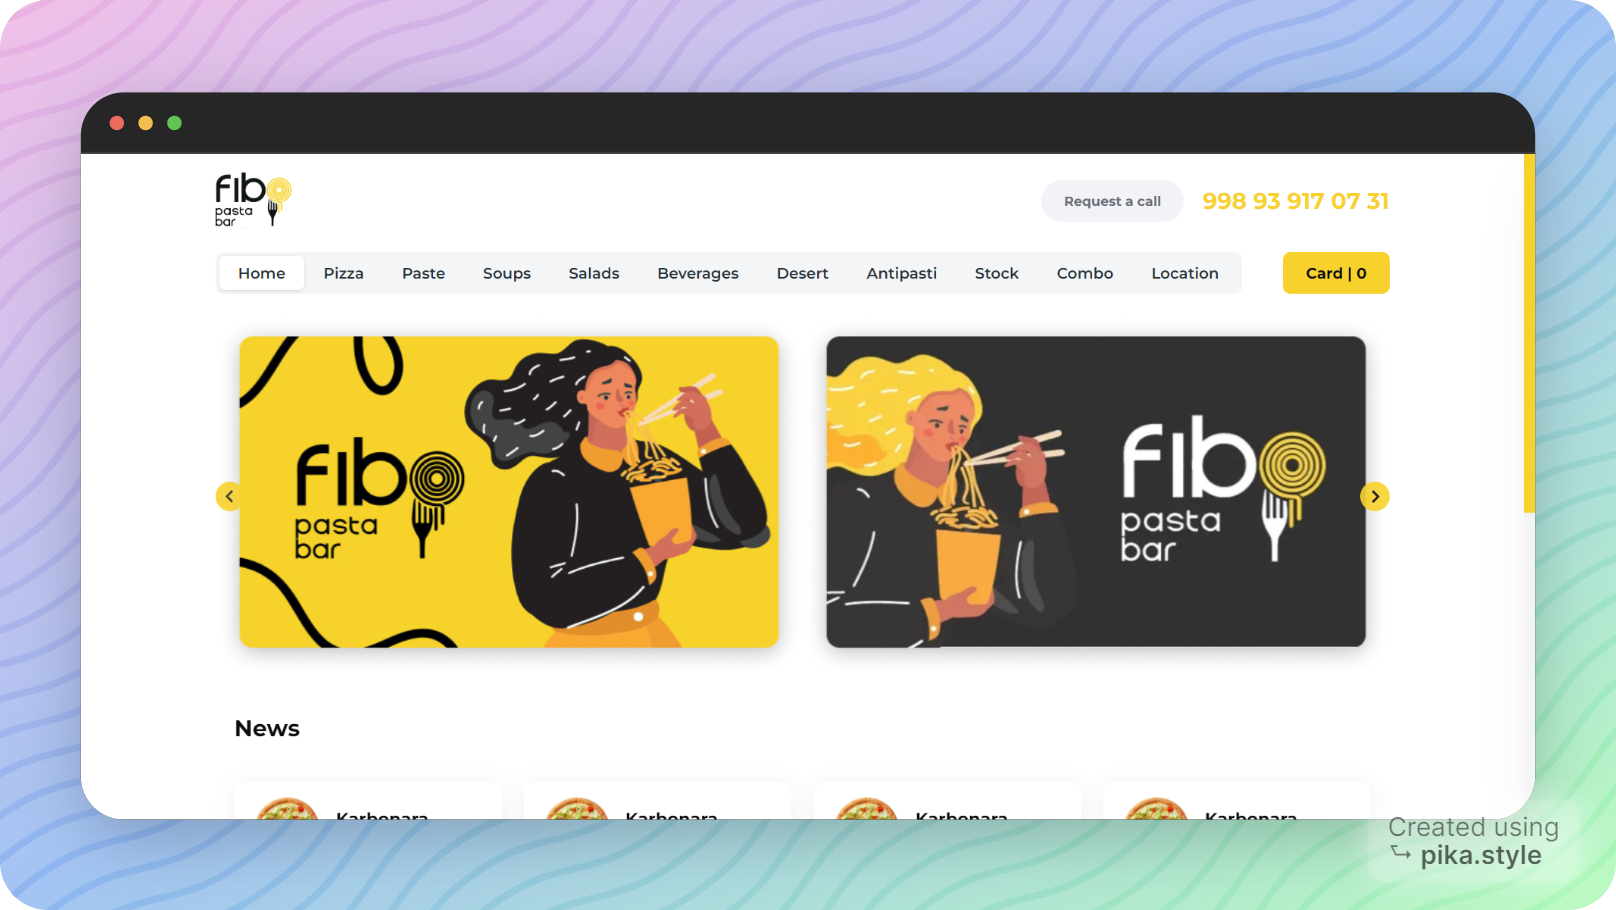 fibo
pasta
bar
Request a call
998 93 917 07 31
Home Pizza Paste Soups Salads Beverages Desert Antipasti Stock Combo Location
Card | 0
fibo
pasta
bar
fibo
pasta
bar
News
Karbonara Karbonara Karbonara Karbonara
Created using
pika.style